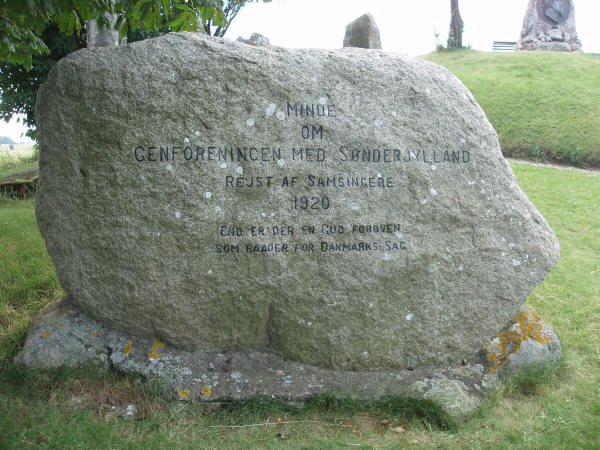 MINDE
OM
GENFORENINGEN MED SØNDERJYLLAND
REJST AF SAMSINGERE
1920
END ER DER EN GUD FOROVEN
SOM RAADER FOR DANMARKS SAG